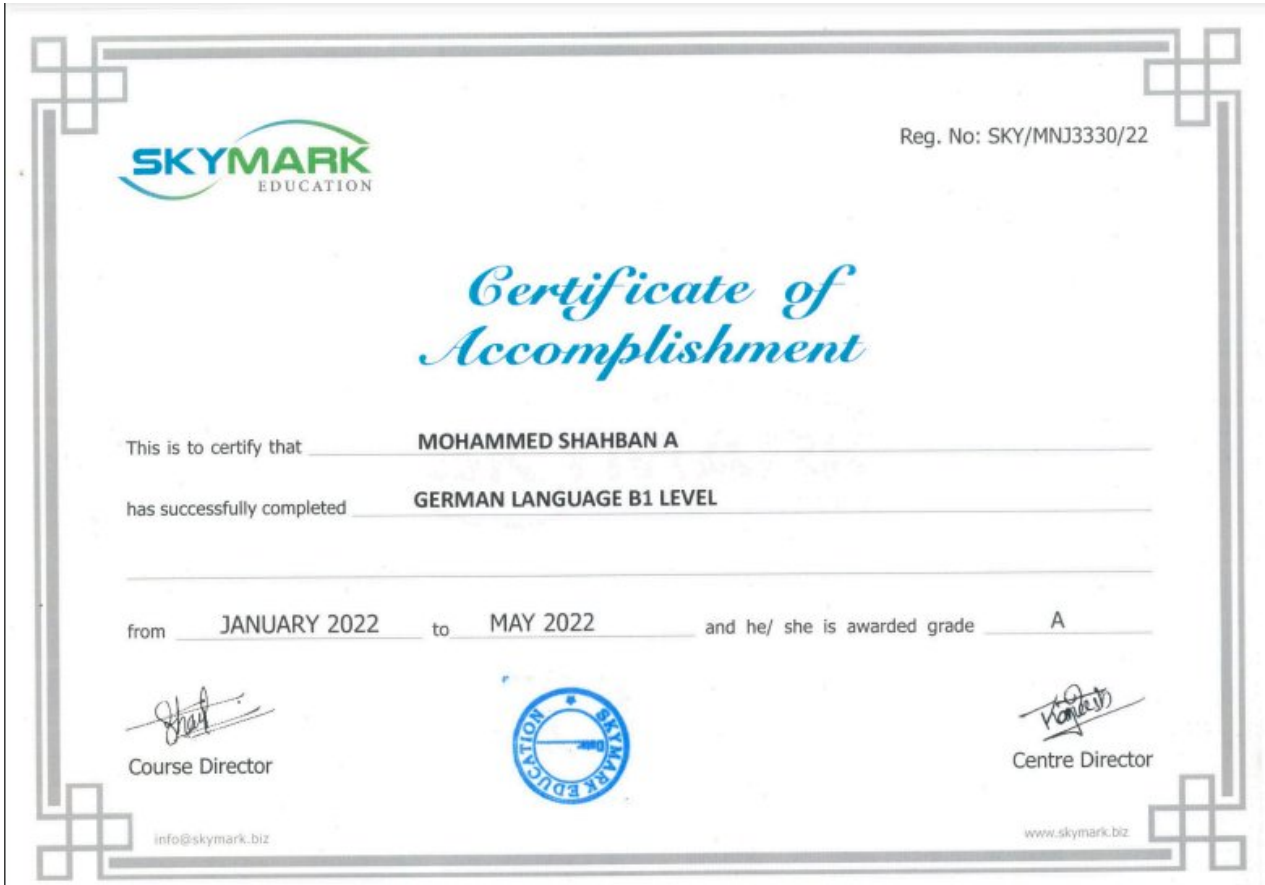 SKYMARK
EDUCATION
Reg. No: SKY/MNJ3330/22
Certificate of
Accomplishment
This is to certify that MOHAMMED SHAHBAN A
has successfully completed GERMAN LANGUAGE B1 LEVEL
from JANUARY 2022 to MAY 2022 and he/ she is awarded grade A
SKYMARK EDUCATION
Date:
Course Director
Centre Director
info@skymark.biz
www.skymark.biz